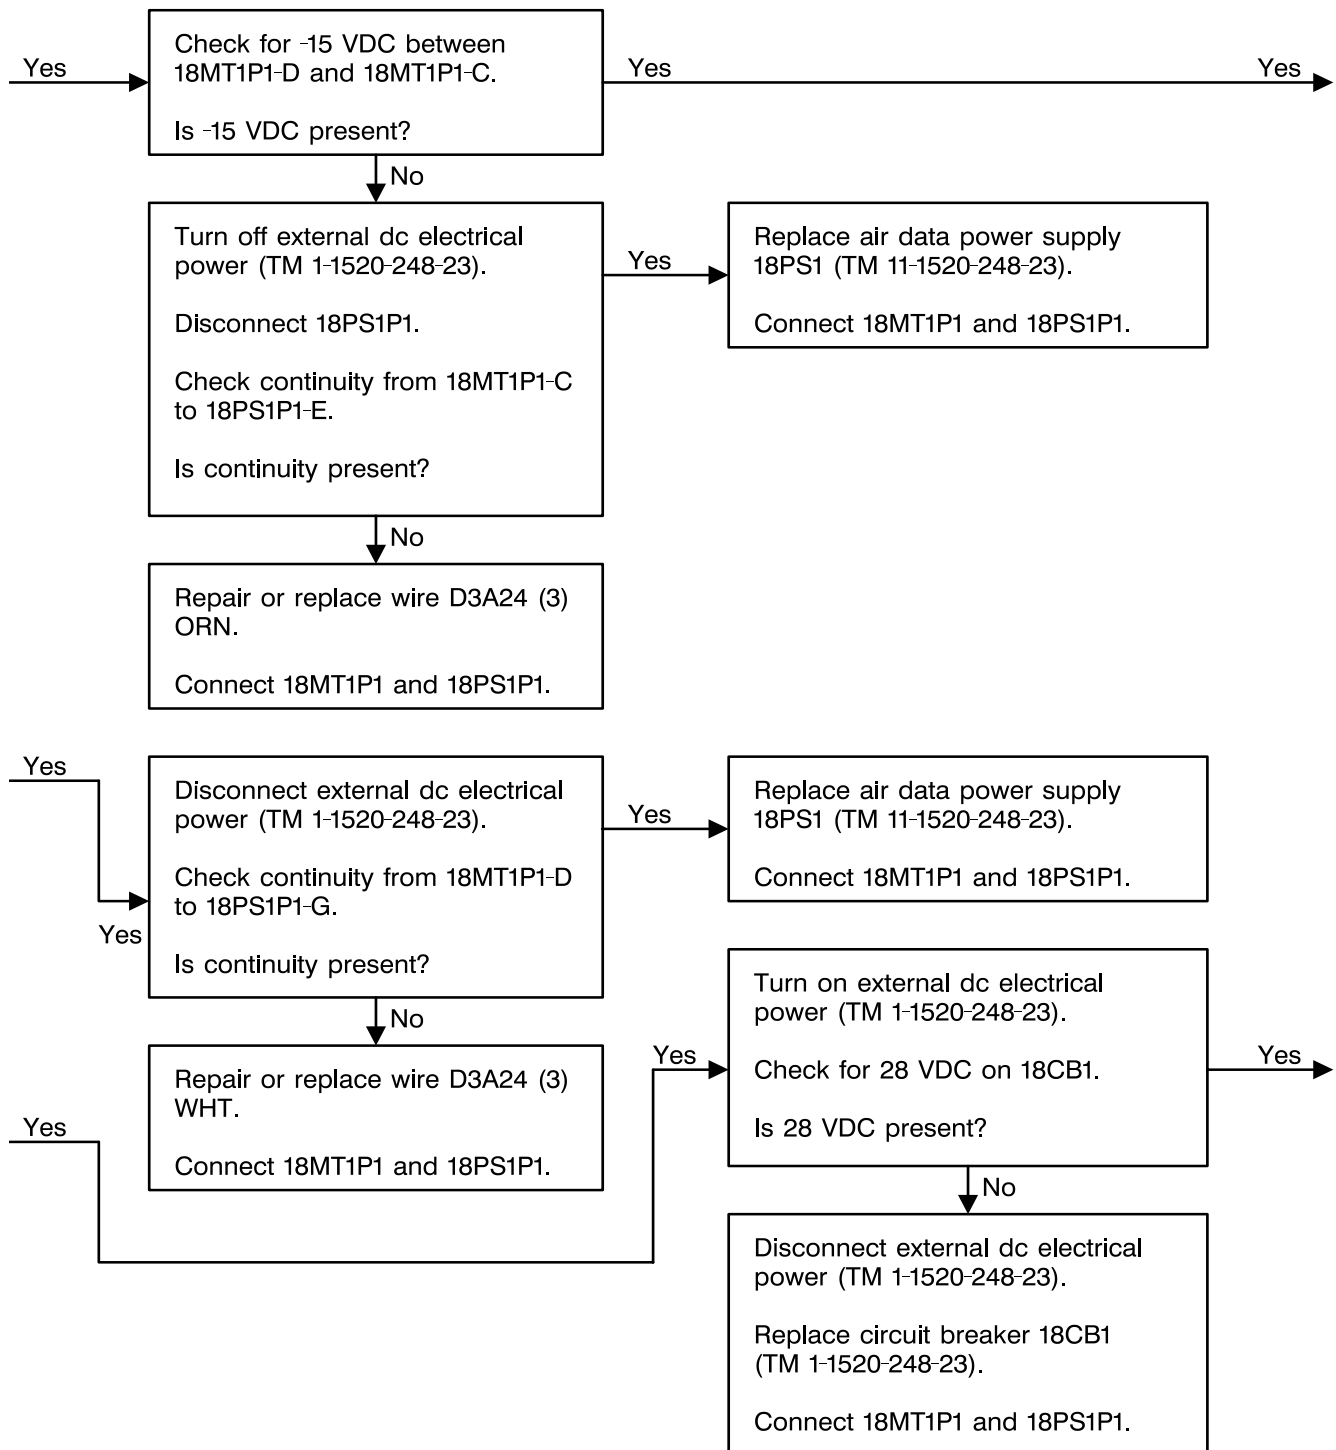 Yes
Check for -15 VDC between
18MT1P1-D and 18MT1P1-C.
Is -15 VDC present?
Yes
Yes
No
Turn off external dc electrical
power (TM 1-1520-248-23).
Disconnect 18PS1P1.
Check continuity from 18MT1P1-C
to 18PS1P1-E.
Is continuity present?
Yes
Replace air data power supply
18PS1 (TM 11-1520-248-23).
Connect 18MT1P1 and 18PS1P1.
No
Repair or replace wire D3A24 (3)
ORN.
Connect 18MT1P1 and 18PS1P1.
Yes
Yes
Disconnect external dc electrical
power (TM 1-1520-248-23).
Check continuity from 18MT1P1-D
to 18PS1P1-G.
Is continuity present?
Yes
Replace air data power supply
18PS1 (TM 11-1520-248-23).
Connect 18MT1P1 and 18PS1P1.
No
Repair or replace wire D3A24 (3)
WHT.
Connect 18MT1P1 and 18PS1P1.
Yes
Yes
Turn on external dc electrical
power (TM 1-1520-248-23).
Check for 28 VDC on 18CB1.
Is 28 VDC present?
Yes
No
Disconnect external dc electrical
power (TM 1-1520-248-23).
Replace circuit breaker 18CB1
(TM 1-1520-248-23).
Connect 18MT1P1 and 18PS1P1.